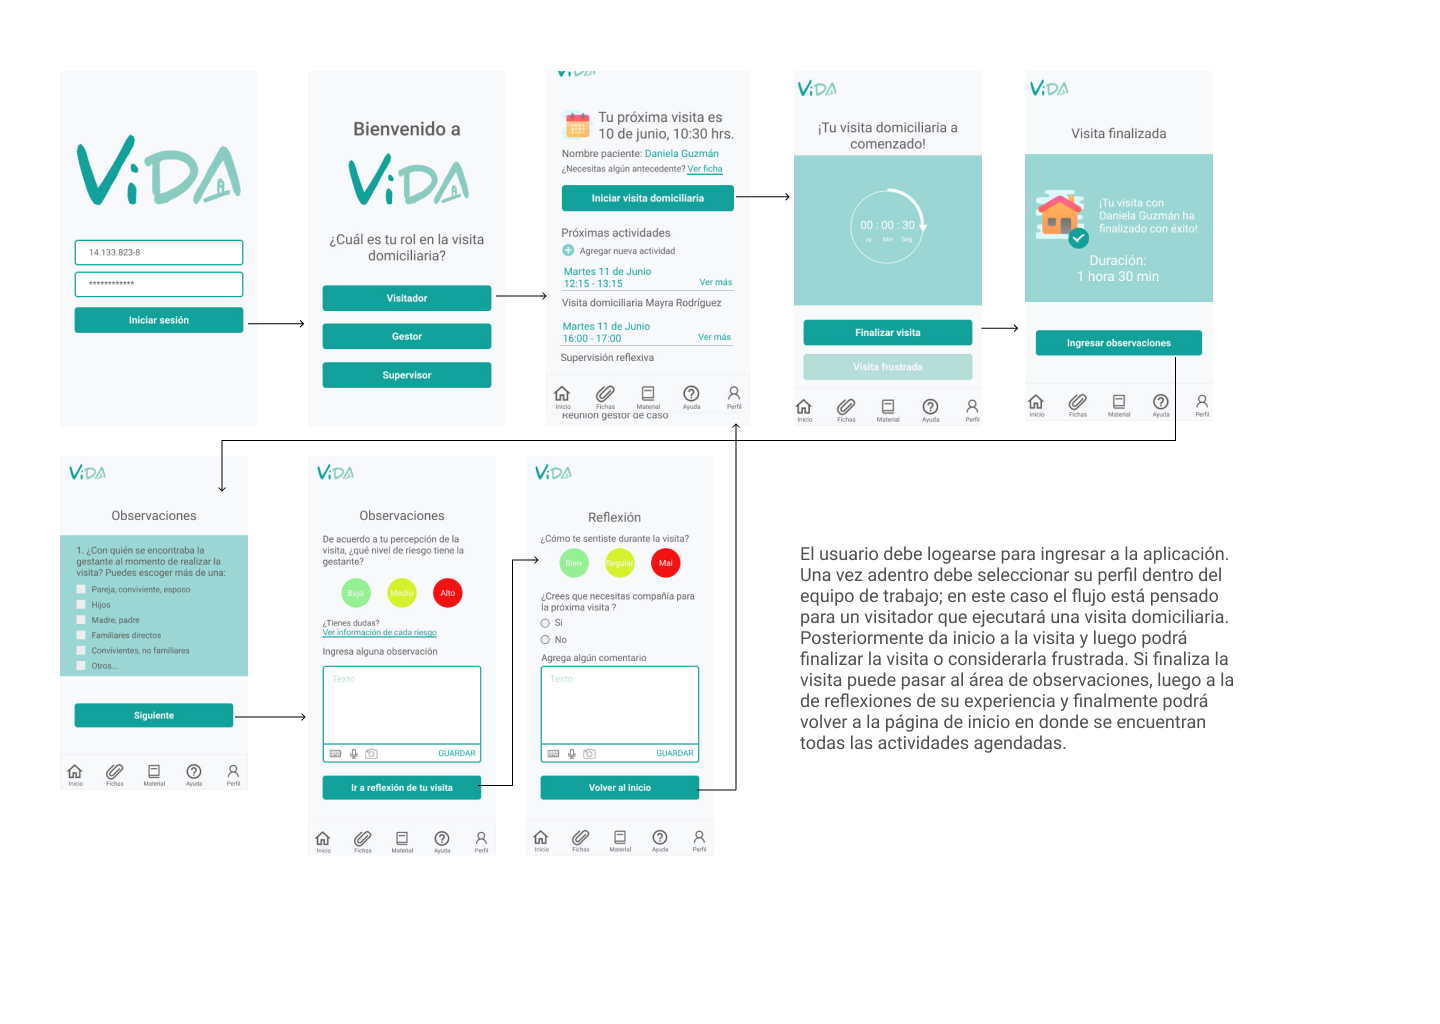 ViDA
14.133.823-8
************
Iniciar sesión
Bienvenido a
ViDA
¿Cuál es tu rol en la visita
domiciliaria?
Visitador
Gestor
Supervisor
Tu próxima visita es
10 de junio, 10:30 hrs.
Nombre paciente: Daniela Guzmán
¿Necesitas algún antecedente? Ver ficha
Iniciar visita domiciliaria
Próximas actividades
Agregar nueva actividad
Martes 11 de Junio
12:15 - 13:15
Ver más
Visita domiciliaria Mayra Rodríguez
Martes 11 de Junio
16:00 - 17:00
Ver más
Supervisión reflexiva
Inicio Fichas Material Ayuda Perfil
Reunión gestor de caso
ViDA
¡Tu visita domiciliaria a
comenzado!
00 : 00 : 30
Hr Min Seg
Finalizar visita
Visita frustrada
Inicio Fichas Material Ayuda Perfil
ViDA
Visita finalizada
¡Tu visita con
Daniela Guzmán ha
finalizado con éxito!
Duración:
1 hora 30 min
Ingresar observaciones
Inicio Fichas Material Ayuda Perfil
ViDA
Observaciones
1. ¿Con quién se encontraba la
gestante al momento de realizar la
visita? Puedes escoger más de una:
Pareja, conviviente, esposo
Hijos
Madre, padre
Familiares directos
Convivientes, no familiares
Otros...
Siguiente
Inicio Fichas Material Ayuda Perfil
ViDA
Observaciones
De acuerdo a tu percepción de la
visita, ¿qué nivel de riesgo tiene la
gestante?
Bajo Medio Alto
¿Tienes dudas?
Ver información de cada riesgo
Ingresa alguna observación
Texto
GUARDAR
Ir a reflexión de tu visita
Inicio Fichas Material Ayuda Perfil
ViDA
Reflexión
¿Cómo te sentiste durante la visita?
Bien Regular Mal
¿Crees que necesitas compañía para
la próxima visita ?
Si
No
Agrega algún comentario
Texto
GUARDAR
Volver al inicio
Inicio Fichas Material Ayuda Perfil
El usuario debe logearse para ingresar a la aplicación.
Una vez adentro debe seleccionar su perfil dentro del
equipo de trabajo; en este caso el flujo está pensado
para un visitador que ejecutará una visita domiciliaria.
Posteriormente da inicio a la visita y luego podrá
finalizar la visita o considerarla frustrada. Si finaliza la
visita puede pasar al área de observaciones, luego a la
de reflexiones de su experiencia y finalmente podrá
volver a la página de inicio en donde se encuentran
todas las actividades agendadas.